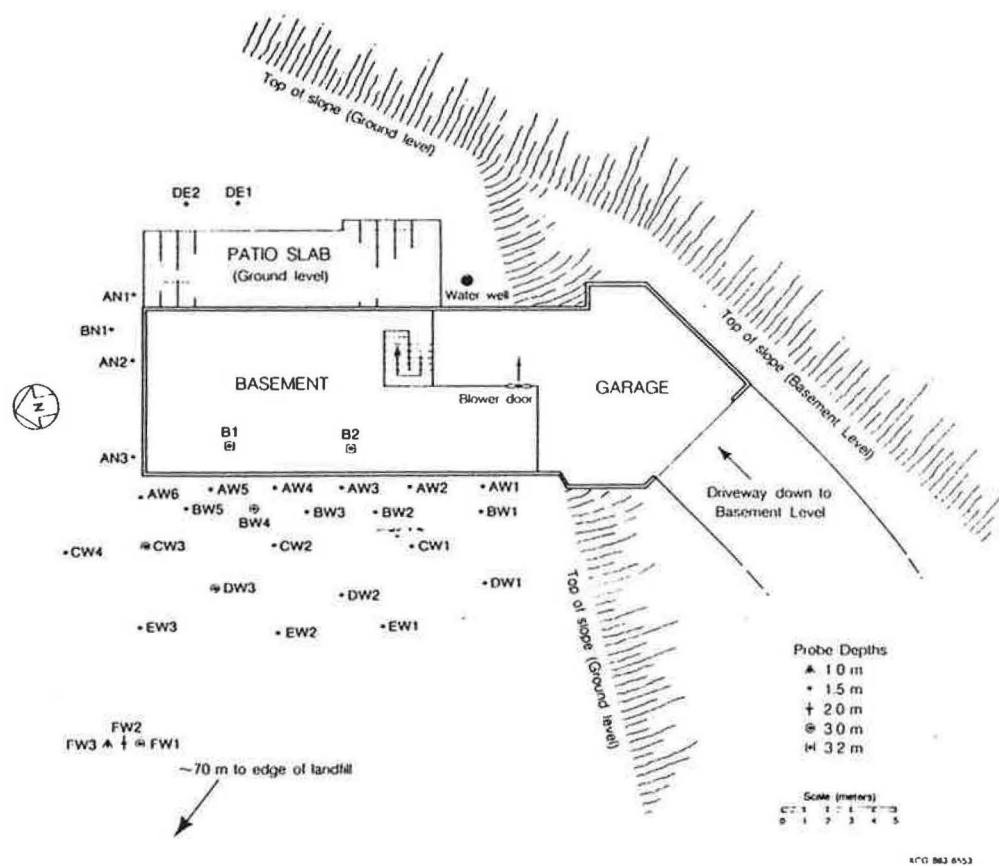 Top of slope (Ground level)
DE2 DE1
PATIO SLAB
(Ground level)
AN1
Water well
BN1
Top of slope (Basement Level)
AN2
BASEMENT
GARAGE
Blower door
N
B1 B2
AN3
Driveway down to
Basement Level
AW6 AW5 AW4 AW3 AW2 AW1
BW5 BW4 BW3 BW2 BW1
CW4 CW3 CW2 CW1
DW3 DW2 DW1
EW3 EW2 EW1
Top of slope (Ground level)
Probe Depths
1.0 m
1.5 m
2.0 m
3.0 m
3.2 m
FW2
FW3 FW1
~70 m to edge of landfill
Scale (meters)
0 1 2 3 4 5
XCG 863-8553